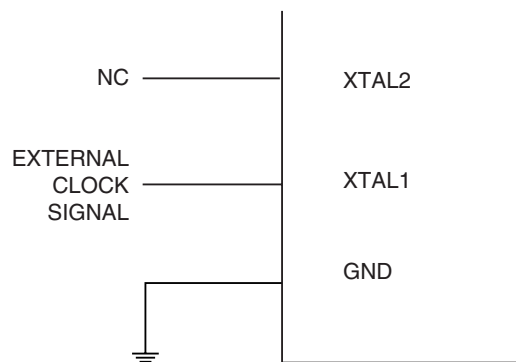 NC
XTAL2
EXTERNAL
CLOCK
SIGNAL
XTAL1
GND